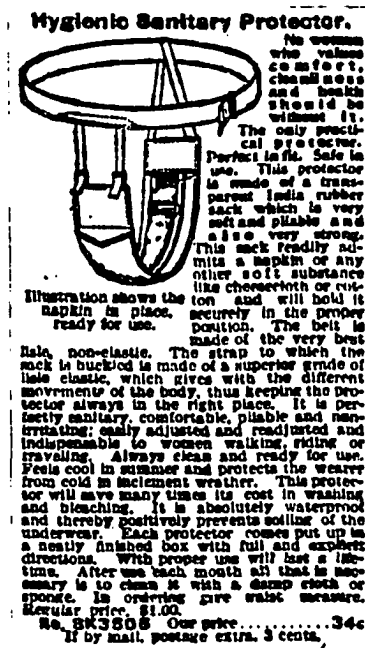 Hygienic Sanitary Protector.
No woman
who values
comfort,
cleanliness
and health
should be
without it.
The only practi-
cal protector.
Perfect in fit. Safe in
use. This protector
is made of a trans-
parent India rubber
sack which is very
soft and pliable and
also very strong.
This sack readily ad-
mits a napkin or any
other soft substance
like cheesecloth or cot-
ton and will hold it
securely in the proper
position. The belt is
made of the very best
Illustration shows the
napkin in place,
ready for use.
lisle, non-elastic. The strap to which the
sack is buckled is made of a superior grade of
lisle elastic, which gives with the different
movements of the body, thus keeping the pro-
tector always in the right place. It is per-
fectly sanitary, comfortable, pliable and non-
irritating; easily adjusted and readjusted and
indispensable to women walking, riding or
traveling. Always clean and ready for use.
Feels cool in summer and protects the wearer
from cold in inclement weather. This protec-
tor will save many times its cost in washing
and bleaching. It is absolutely waterproof
and thereby positively prevents soiling of the
underwear. Each protector comes put up in
a neatly finished box with full and explicit
directions. With proper use will last a life-
time. After use each month all that is nec-
essary is to clean it with a damp cloth or
sponge. In ordering give waist measure.
Regular price, $1.00.
No. 8K3508 Our price..........34c
If by mail, postage extra, 3 cents.